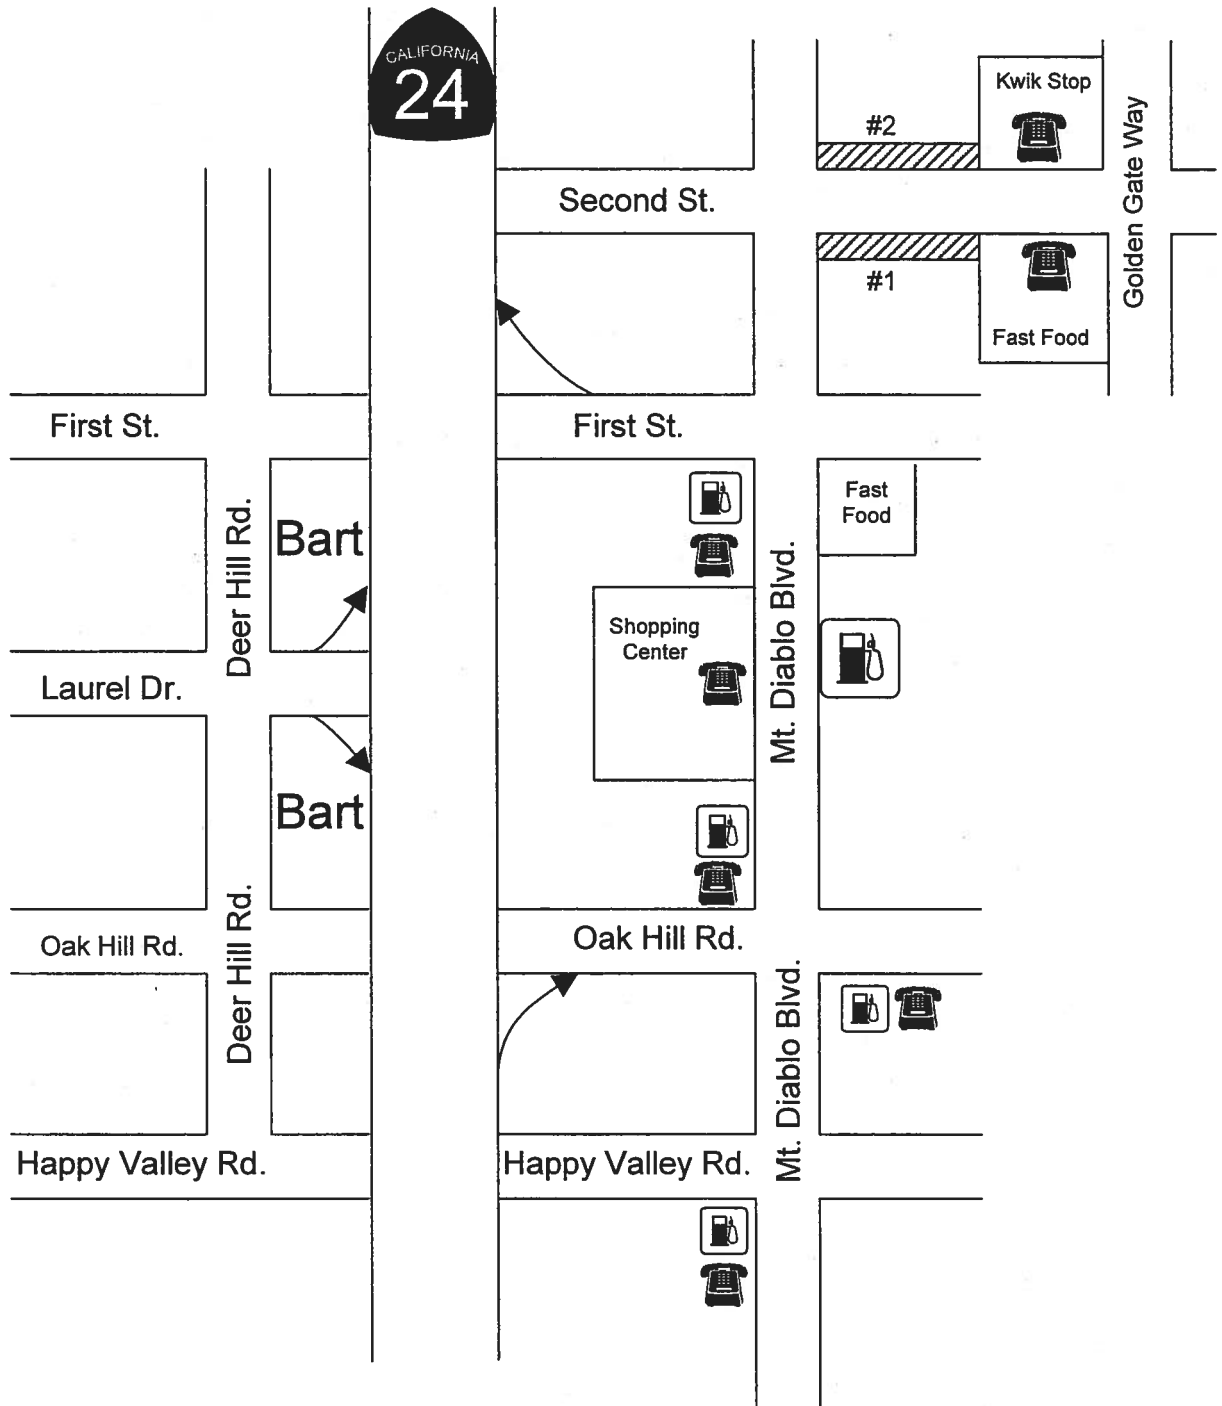 CALIFORNIA
24
Kwik Stop
#2
Golden Gate Way
Second St.
#1
Fast Food
First St.
First St.
Fast
Food
Deer Hill Rd.
Bart
Mt. Diablo Blvd.
Shopping
Center
Laurel Dr.
Bart
Deer Hill Rd.
Oak Hill Rd.
Oak Hill Rd.
Mt. Diablo Blvd.
Happy Valley Rd.
Happy Valley Rd.